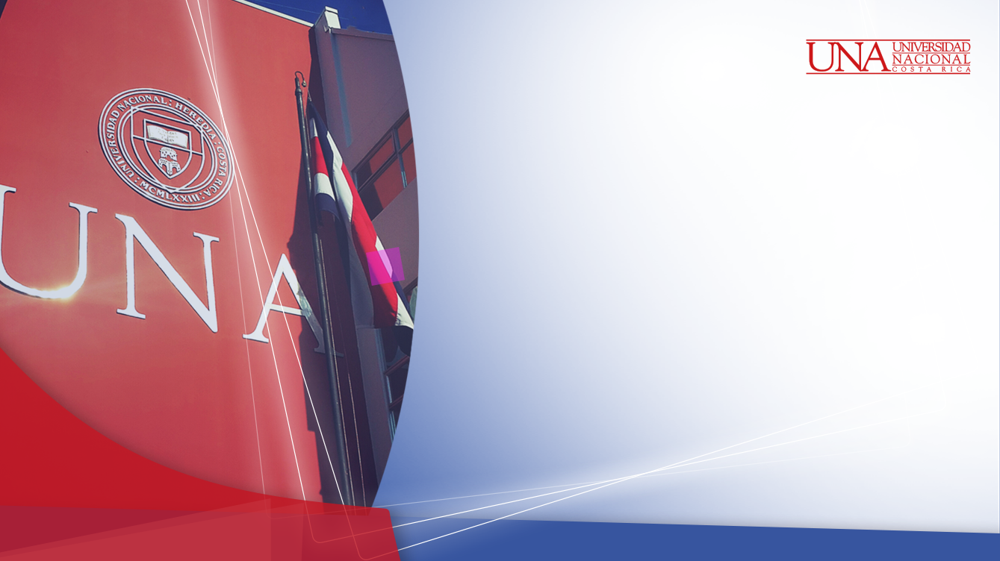 UNIVERSIDAD NACIONAL : HEREDIA : COSTA RICA :
: MCMLXXIII :
UNA
UNA
UNIVERSIDAD
NACIONAL
COSTA RICA